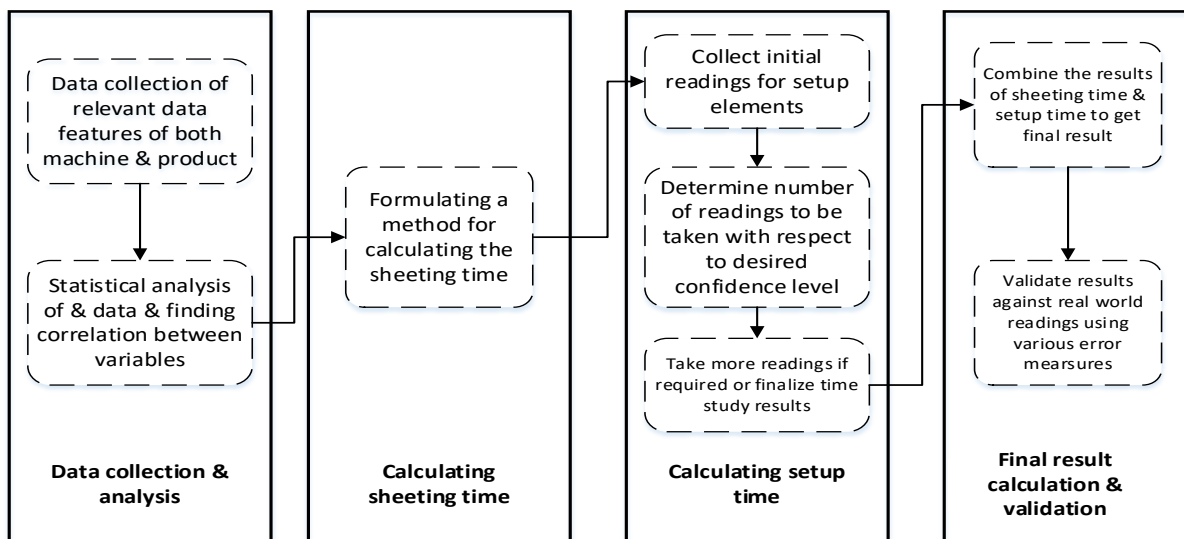 Data collection of
relevant data
features of both
machine & product
Statistical analysis
of & data & finding
correlation between
variables
Data collection &
analysis
Formulating a
method for
calculating the
sheeting time
Calculating
sheeting time
Collect initial
readings for setup
elements
Determine number
of readings to be
taken with respect
to desired
confidence level
Take more readings if
required or finalize time
study results
Calculating setup
time
Combine the results
of sheeting time &
setup time to get
final result
Validate results
against real world
readings using
various error
mearsures
Final result
calculation &
validation